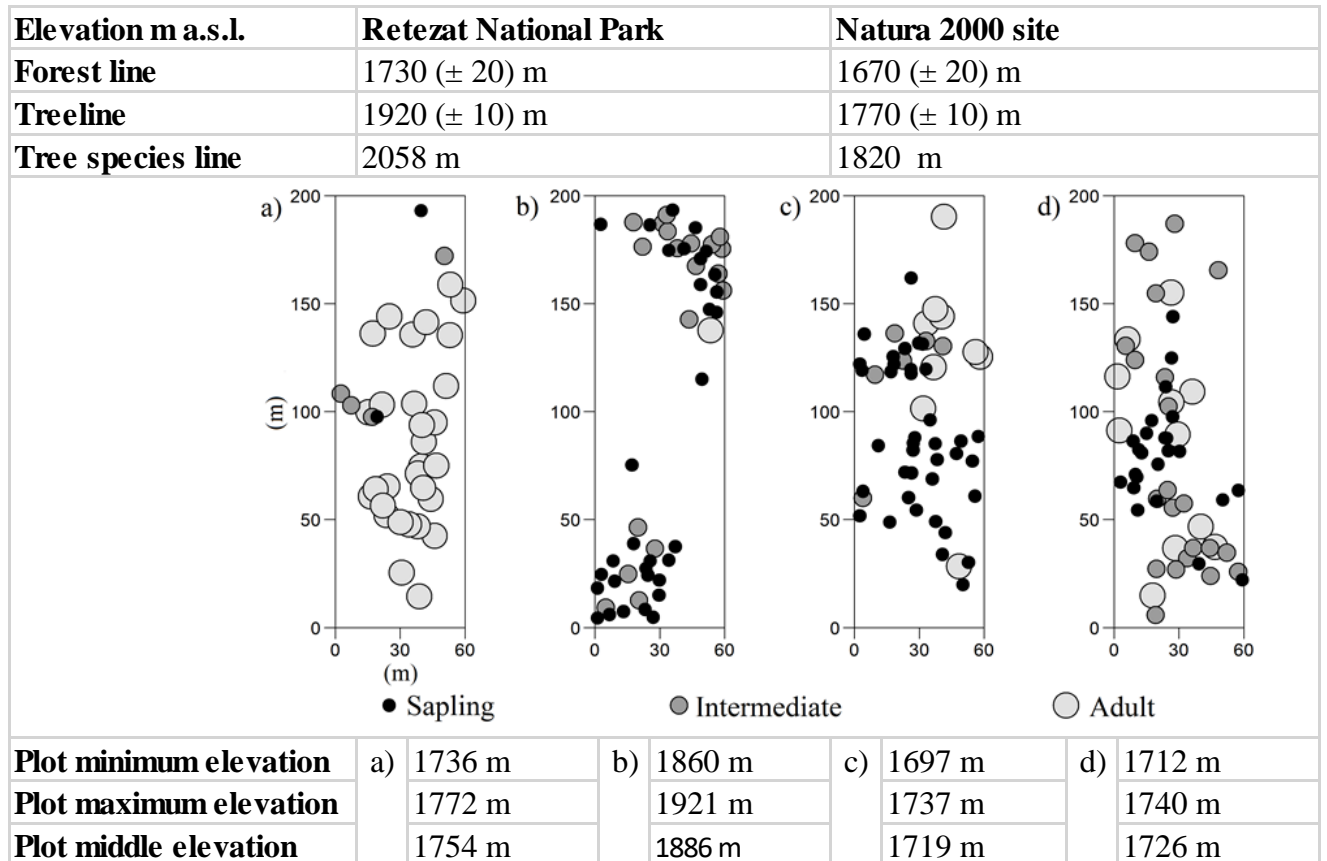 Elevation m a.s.l. Retezat National Park Natura 2000 site
Forest line 1730 (± 20) m 1670 (± 20) m
Treeline 1920 (± 10) m 1770 (± 10) m
Tree species line 2058 m 1820 m
a) b) c) d)
200 200 200 200
150 150 150 150
100 100 100 100
(m)
50 50 50 50
0 0 0 0
0 30 60 0 30 60 0 30 60 0 30 60
(m)
Sapling Intermediate Adult
Plot minimum elevation a) 1736 m b) 1860 m c) 1697 m d) 1712 m
Plot maximum elevation 1772 m 1921 m 1737 m 1740 m
Plot middle elevation 1754 m 1886 m 1719 m 1726 m